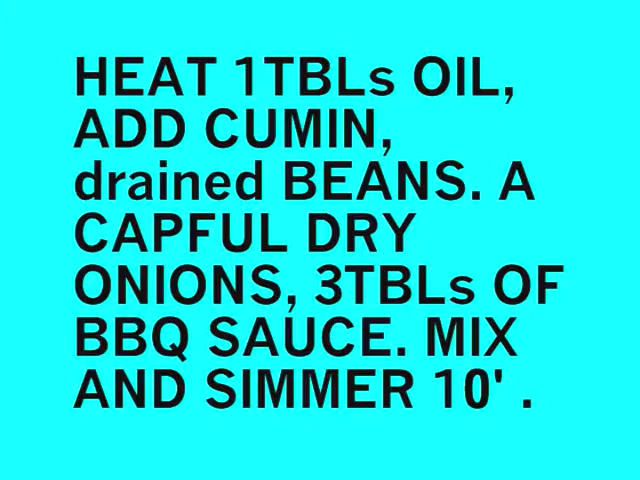 HEAT 1TBLs OIL,
ADD CUMIN,
drained BEANS. A
CAPFUL DRY
ONIONS, 3TBLs OF
BBQ SAUCE. MIX
AND SIMMER 10' .